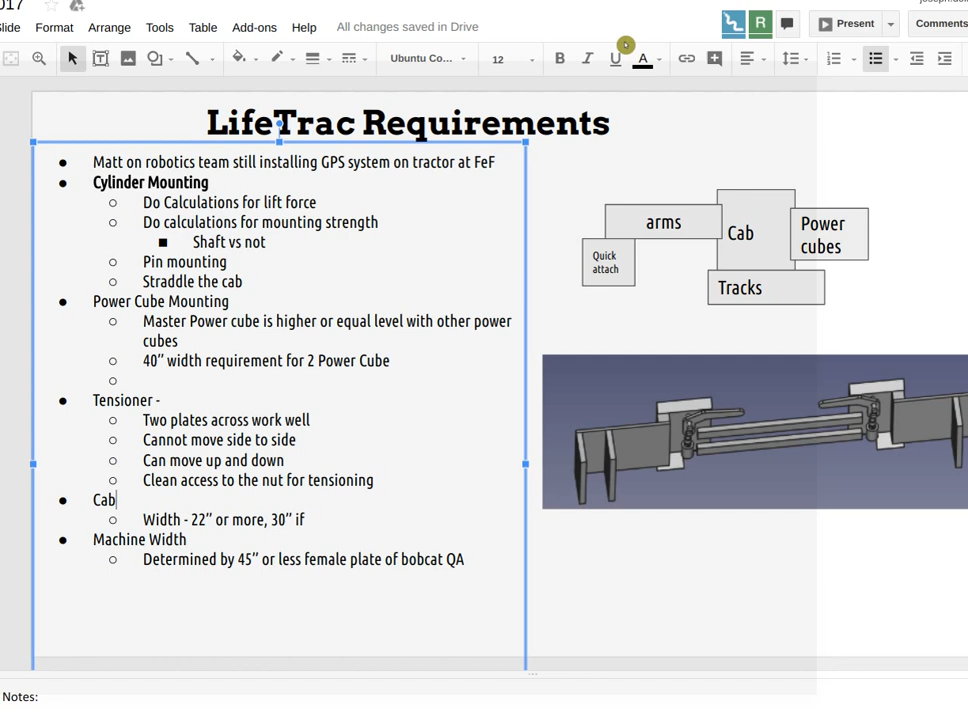 017
Slide Format Arrange Tools Table Add-ons Help All changes saved in Drive
R Present Comments
Ubuntu Co... 12 B I U A
LifeTrac Requirements
● Matt on robotics team still installing GPS system on tractor at FeF
● Cylinder Mounting
○ Do Calculations for lift force
○ Do calculations for mounting strength
■ Shaft vs not
○ Pin mounting
○ Straddle the cab
● Power Cube Mounting
○ Master Power cube is higher or equal level with other power
cubes
○ 40” width requirement for 2 Power Cube
○
● Tensioner -
○ Two plates across work well
○ Cannot move side to side
○ Can move up and down
○ Clean access to the nut for tensioning
● Cab
○ Width - 22” or more, 30” if
● Machine Width
○ Determined by 45” or less female plate of bobcat QA
arms
Cab
Power
cubes
Quick
attach
Tracks
Notes: